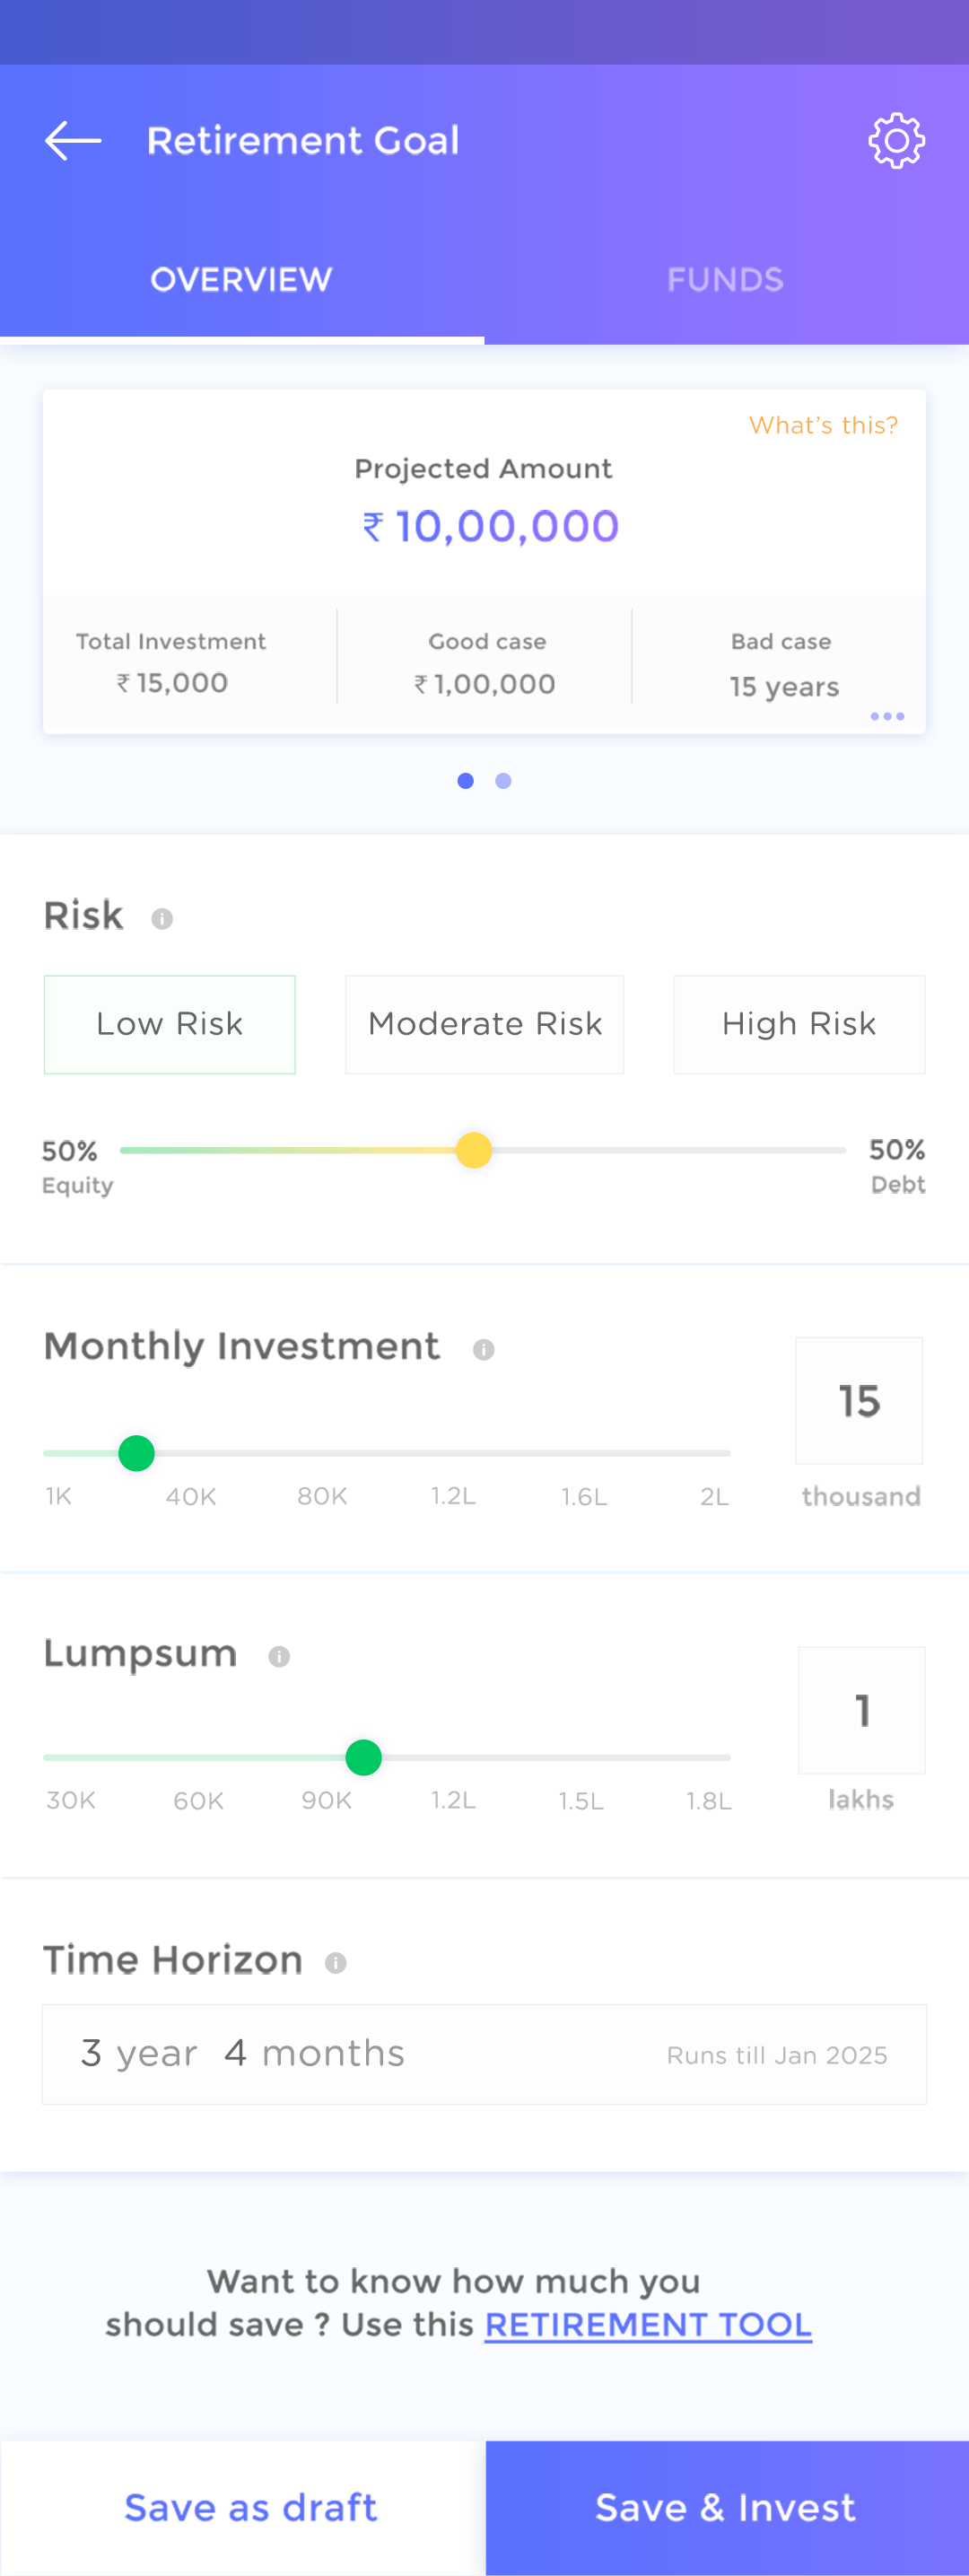 Retirement Goal
OVERVIEW FUNDS
What's this?
Projected Amount
₹ 10,00,000
Total Investment Good case Bad case
₹ 15,000 ₹ 1,00,000 15 years
Risk
Low Risk Moderate Risk High Risk
50% 50%
Equity Debt
Monthly Investment
15
1K 40K 80K 1.2L 1.6L 2L thousand
Lumpsum
1
30K 60K 90K 1.2L 1.5L 1.8L lakhs
Time Horizon
3 year 4 months Runs till Jan 2025
Want to know how much you
should save ? Use this RETIREMENT TOOL
Save as draft Save & Invest